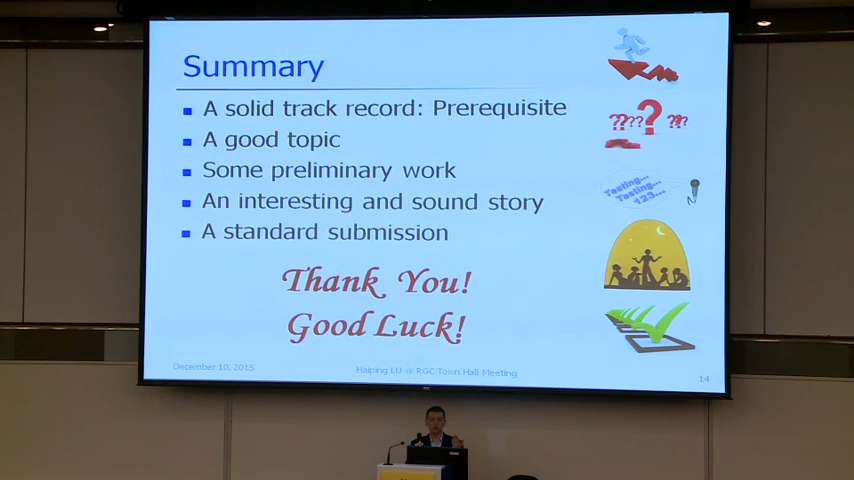 Summary
A solid track record: Prerequisite
A good topic
Some preliminary work
An interesting and sound story
A standard submission
Thank You!
Good Luck!
?????
???
Testing...
Testing...
123...
December 10, 2015
Haiping LU @ RGC Town Hall Meeting
14